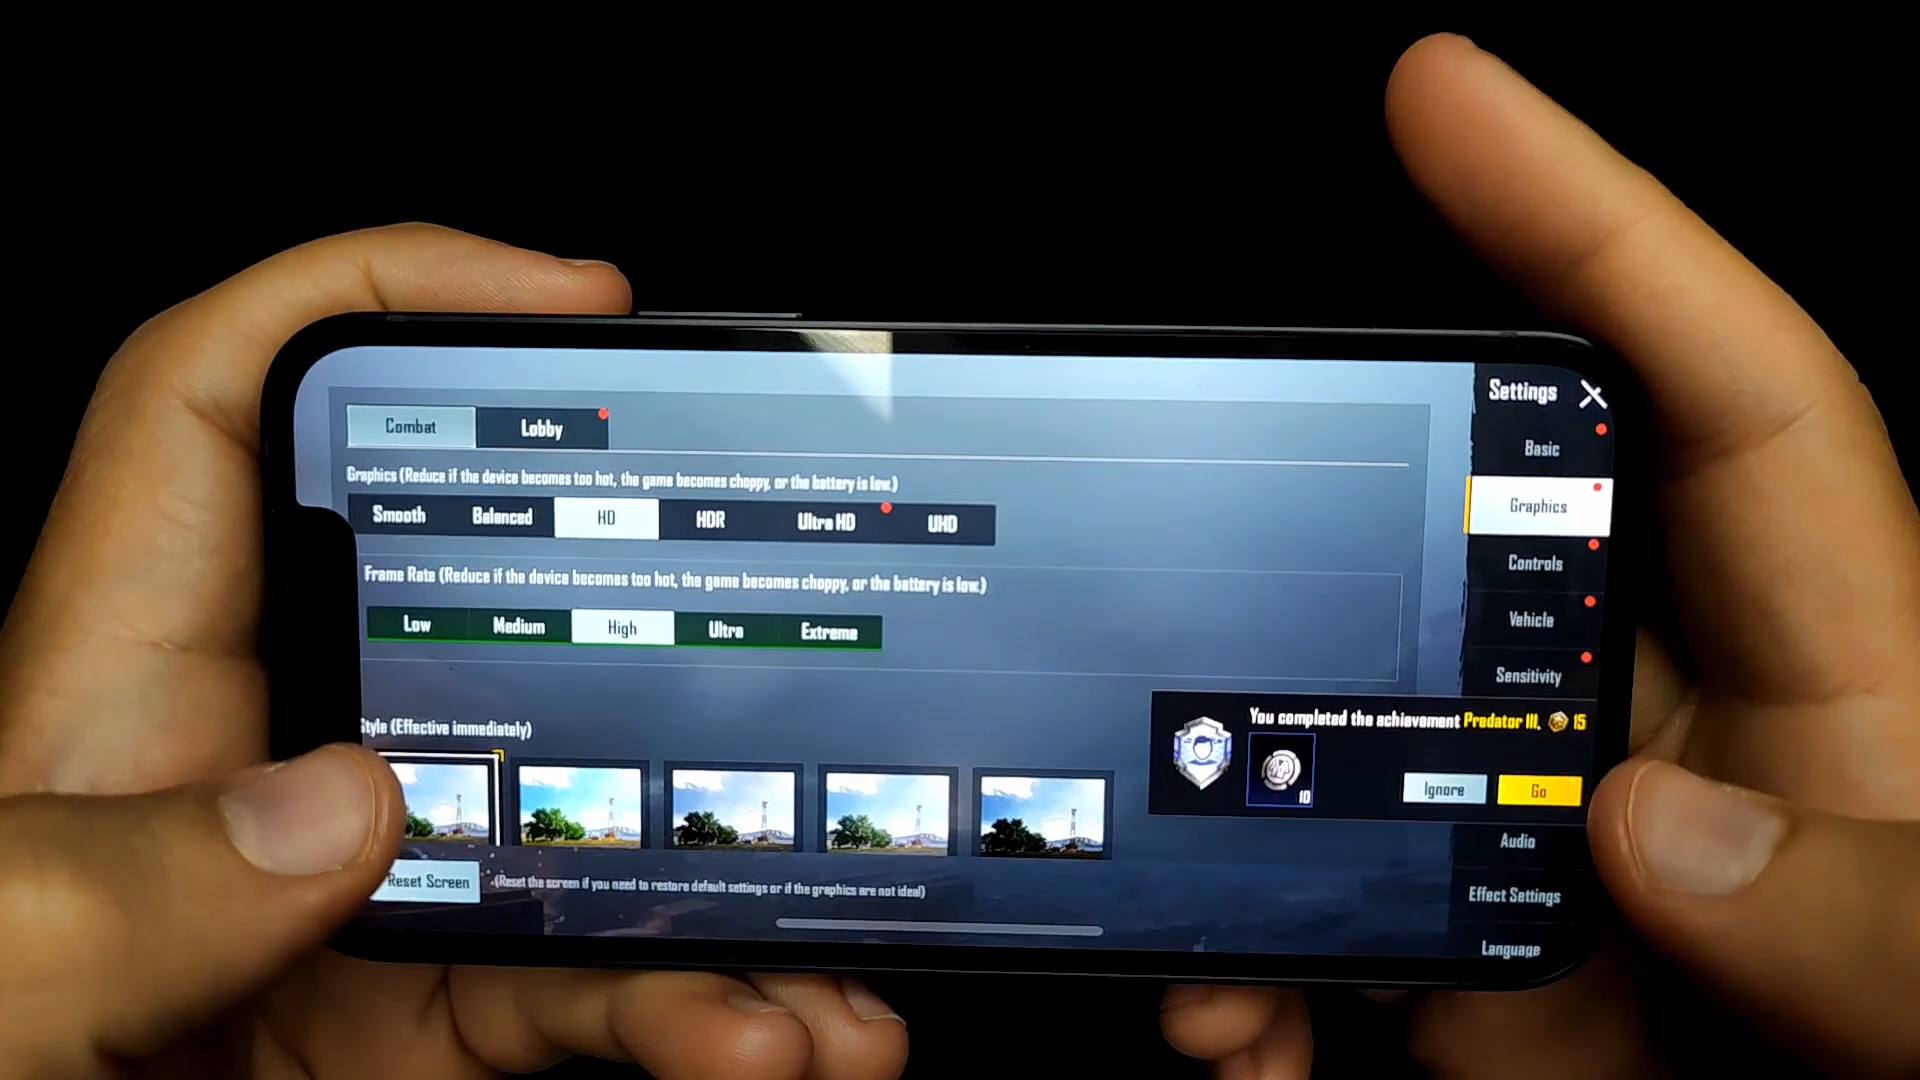 Settings
Combat
Lobby
Basic
Graphics (Reduce if the device becomes too hot, the game becomes choppy, or the battery is low.)
Smooth Balanced HD HDR Ultra HD UHD
Graphics
Frame Rate (Reduce if the device becomes too hot, the game becomes choppy, or the battery is low.)
Controls
Low Medium High Ultra Extreme
Vehicle
Sensitivity
Style (Effective immediately)
You completed the achievement Predator III. 15
10
Ignore Go
Audio
Reset Screen (Reset the screen if you need to restore default settings or if the graphics are not ideal)
Effect Settings
Language